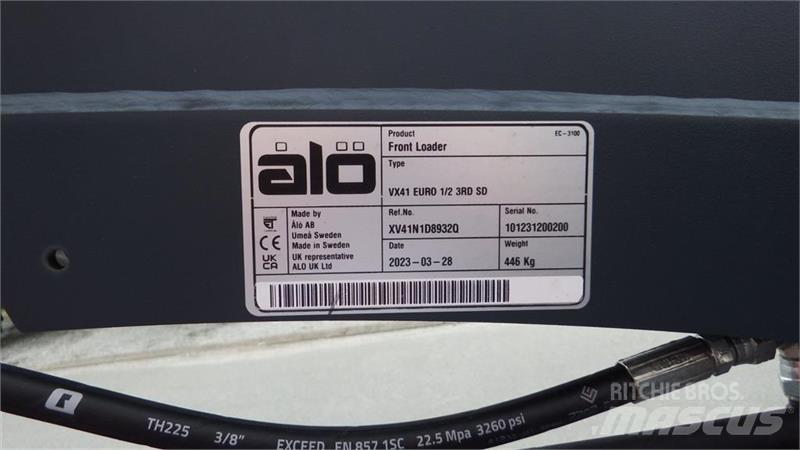 ålö
Product
EC-3100
Front Loader
Type
VX41 EURO 1/2 3RD SD
Made by
Ålö AB
Umeå Sweden
Made in Sweden
UK representative
ALO UK Ltd
CE
UK
CA
Ref.No.
XV41N1D8932Q
Serial No.
101231200200
Date
2023-03-28
Weight
446 Kg
TH225 3/8" EXCEED EN 857 1SC 22.5 Mpa 3260 psi
RITCHIE BROS.
MASCUS